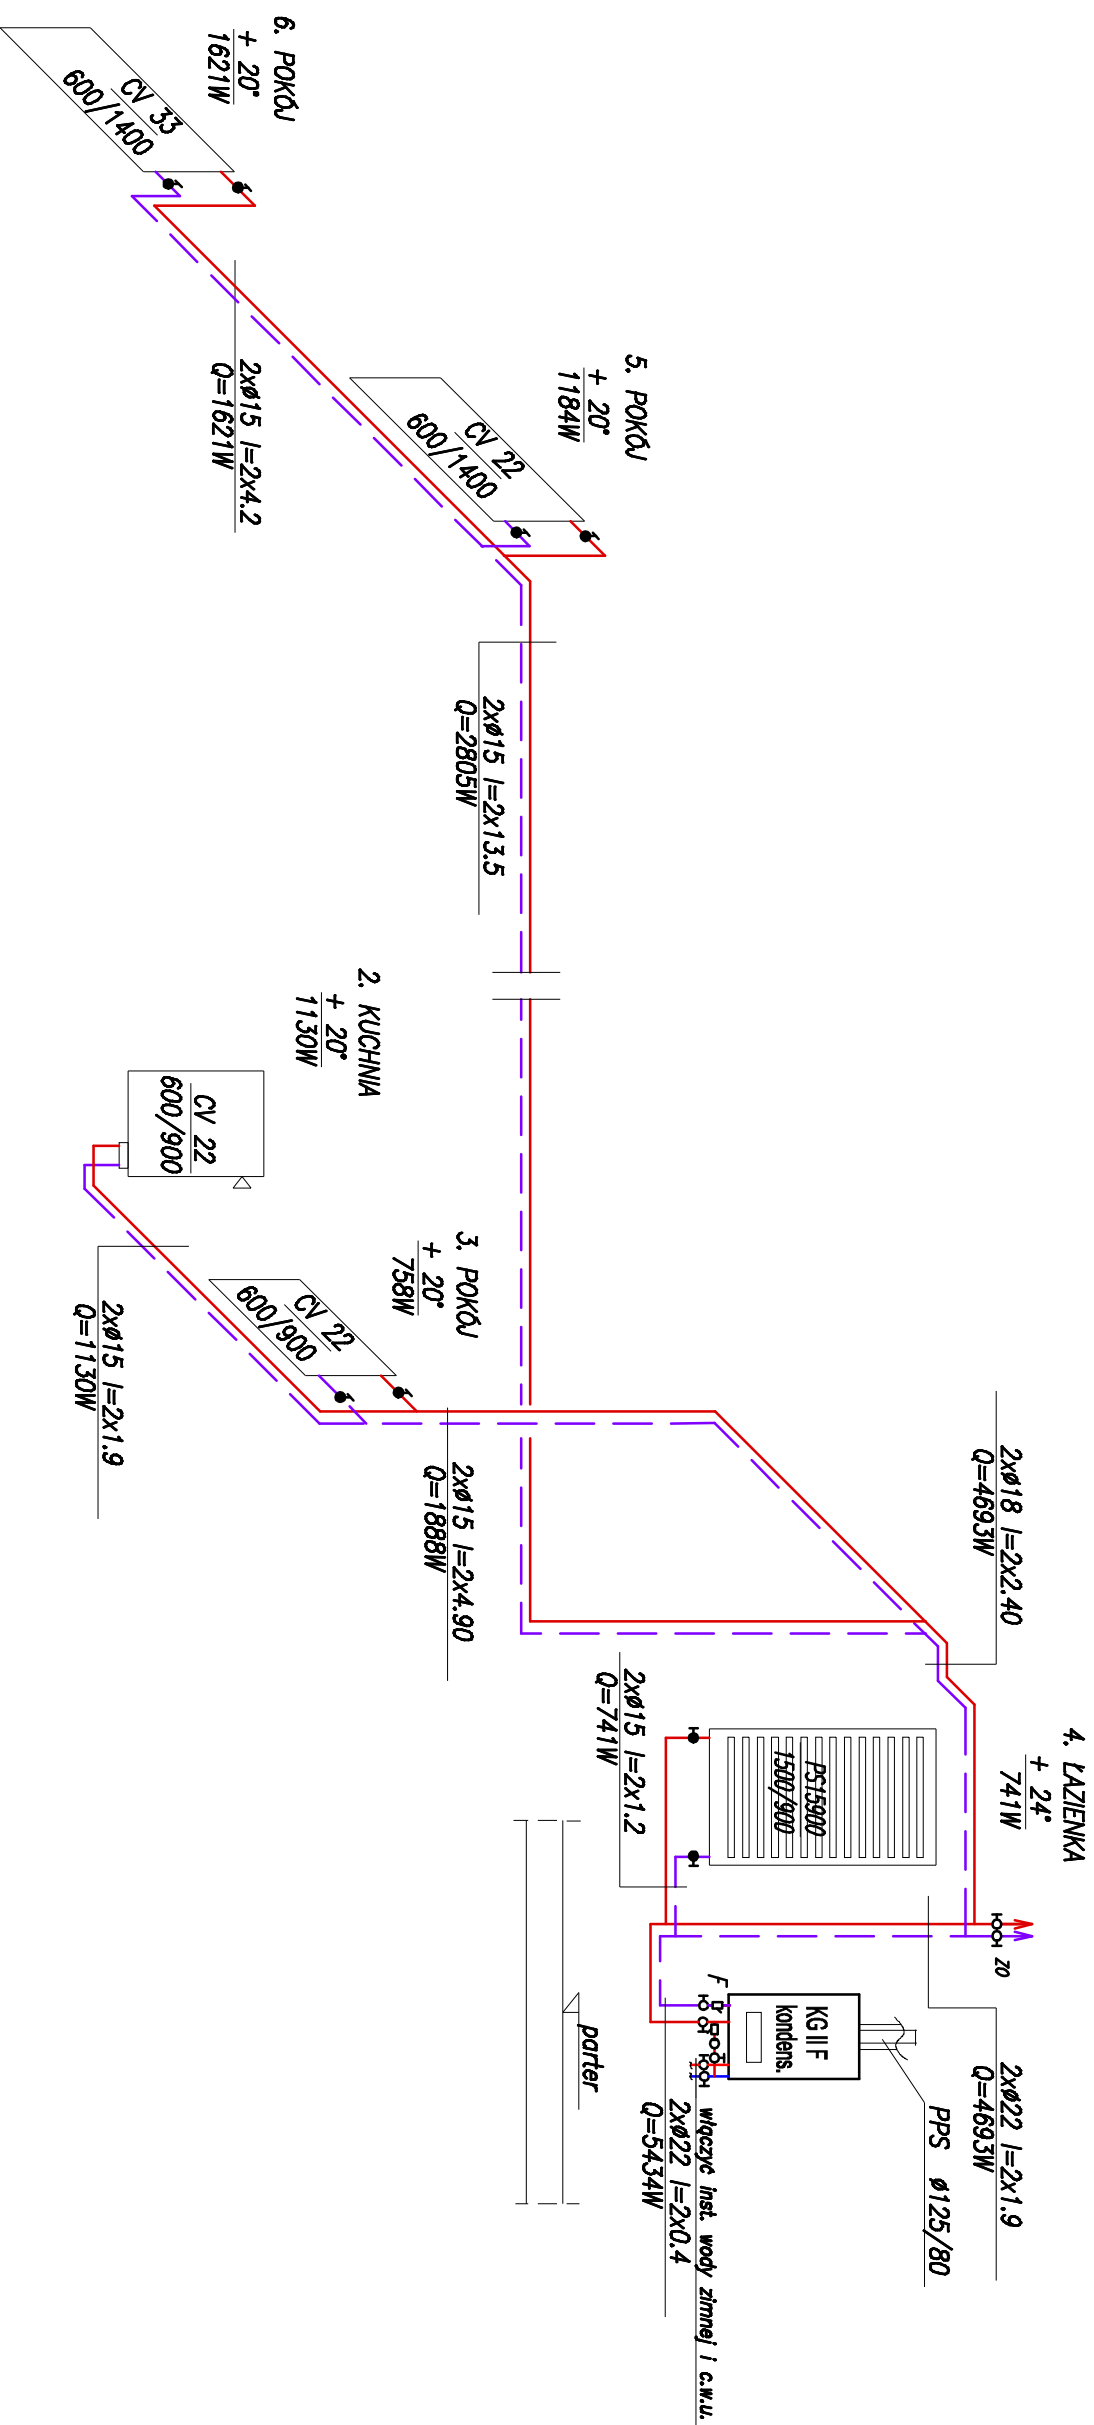 6. POKÓJ
+ 20°
1621W
CV 33
600/1400
2xø15 l=2x4.2
Q=1621W
5. POKÓJ
+ 20°
1184W
CV 22
600/1400
2xø15 l=2x13.5
Q=2805W
2. KUCHNIA
+ 20°
1130W
CV 22
600/900
2xø15 l=2x1.9
Q=1130W
3. POKÓJ
+ 20°
758W
CV 22
600/900
2xø15 l=2x4.90
Q=1888W
2xø18 l=2x2.40
Q=4693W
4. ŁAZIENKA
+ 24°
741W
PS15900
1500/900
2xø15 l=2x1.2
Q=741W
ZO
2xø22 l=2x1.9
Q=4693W
PPS ø125/80
KG II F
kondens.
F
włączyć inst. wody zimnej i c.w.u.
2xø22 l=2x0.4
Q=5434W
parter